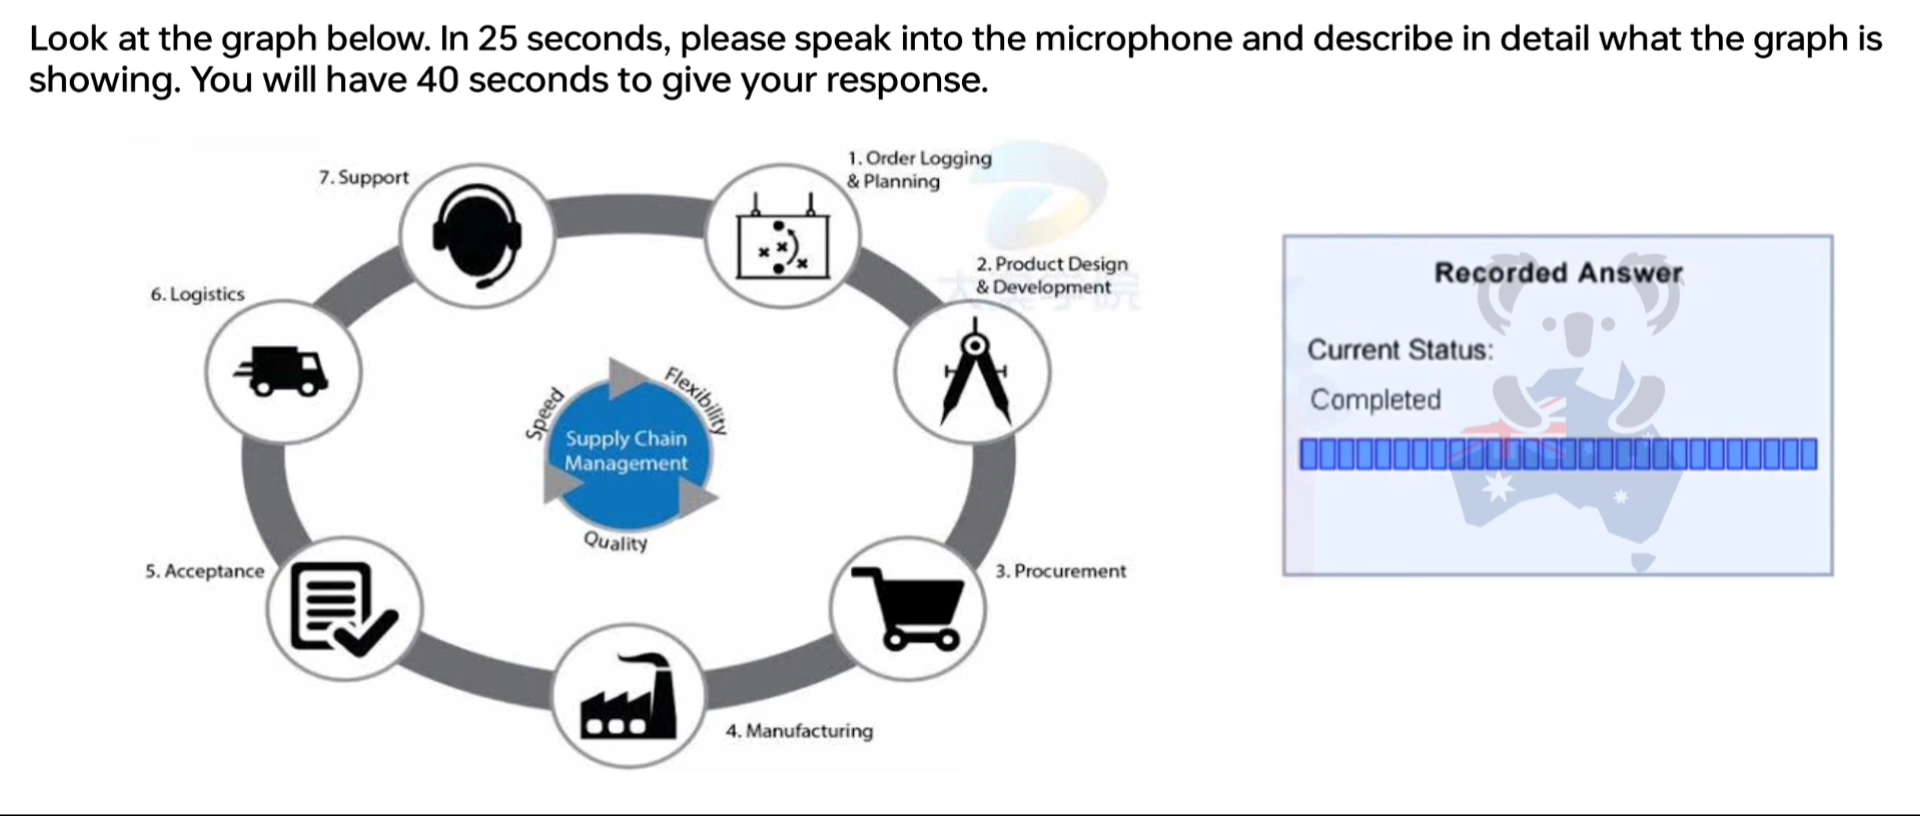 Look at the graph below. In 25 seconds, please speak into the microphone and describe in detail what the graph is
showing. You will have 40 seconds to give your response.
1. Order Logging
& Planning
7. Support
2. Product Design
& Development
6. Logistics
Speed
Flexibility
Supply Chain
Management
Quality
5. Acceptance
3. Procurement
4. Manufacturing
Recorded Answer
Current Status:
Completed